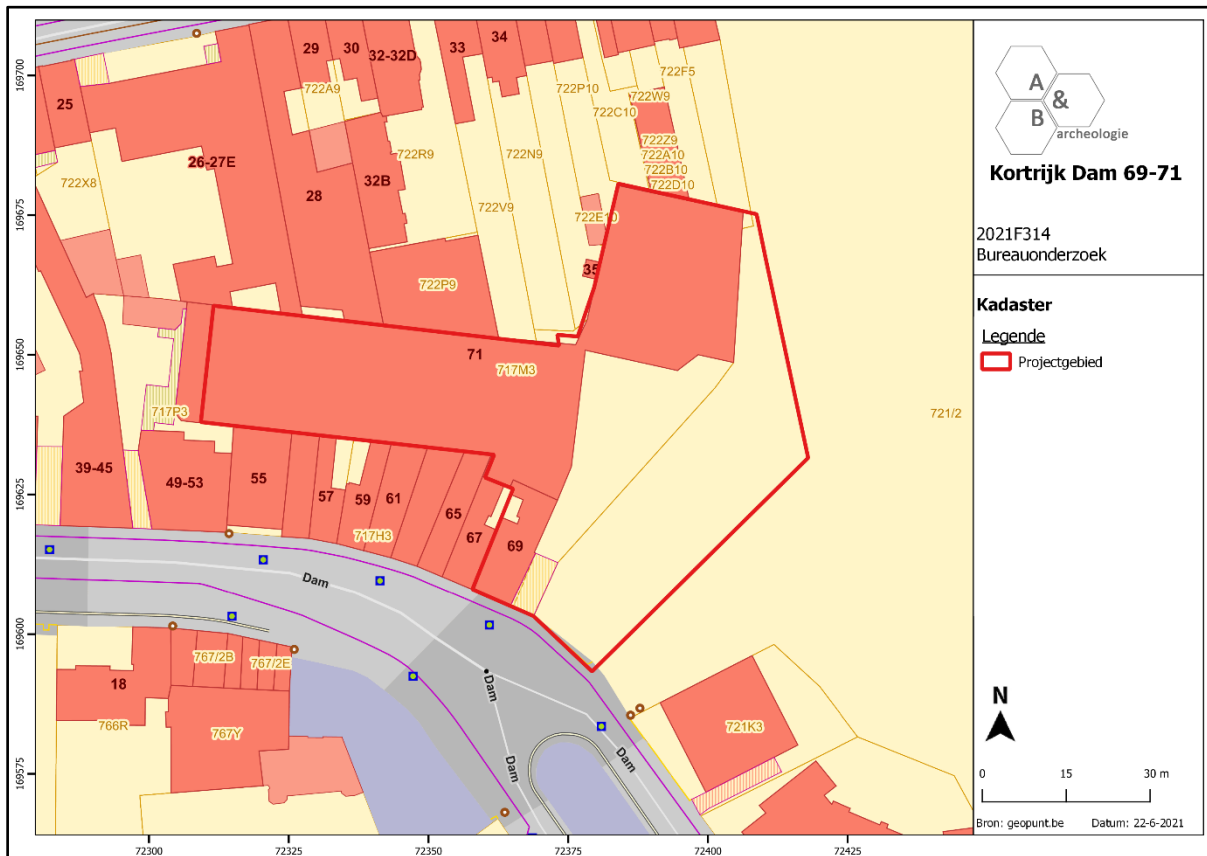 29
30
32-32D
33
34
25
722A9
722P10
722F5
722W9
722C10
26-27E
722X8
28
32B
722R9
722N9
722V9
722Z9
722A10
722B10
722D10
722E10
35
722P9
71
717M3
717P3
721/2
39-45
49-53
55
57
59
61
65
67
69
717H3
Dam
Dam
Dam
Dam
Dam
18
767/2B
767/2E
766R
767Y
721K3
169700
169675
169650
169625
169600
169575
72300
72325
72350
72375
72400
72425
A
&
B
archeologie
Kortrijk Dam 69-71
2021F314
Bureauonderzoek
Kadaster
Legende
Projectgebied
N
0 15 30 m
Bron: geopunt.be Datum: 22-6-2021